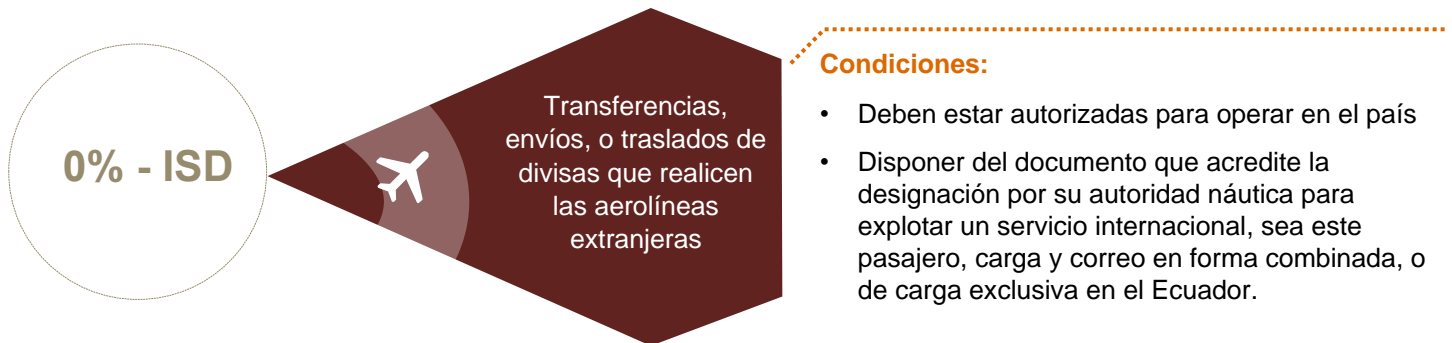 0% - ISD
Transferencias,
envíos, o traslados de
divisas que realicen
las aerolíneas
extranjeras
Condiciones:
• Deben estar autorizadas para operar en el país
• Disponer del documento que acredite la
designación por su autoridad náutica para
explotar un servicio internacional, sea este
pasajero, carga y correo en forma combinada, o
de carga exclusiva en el Ecuador.